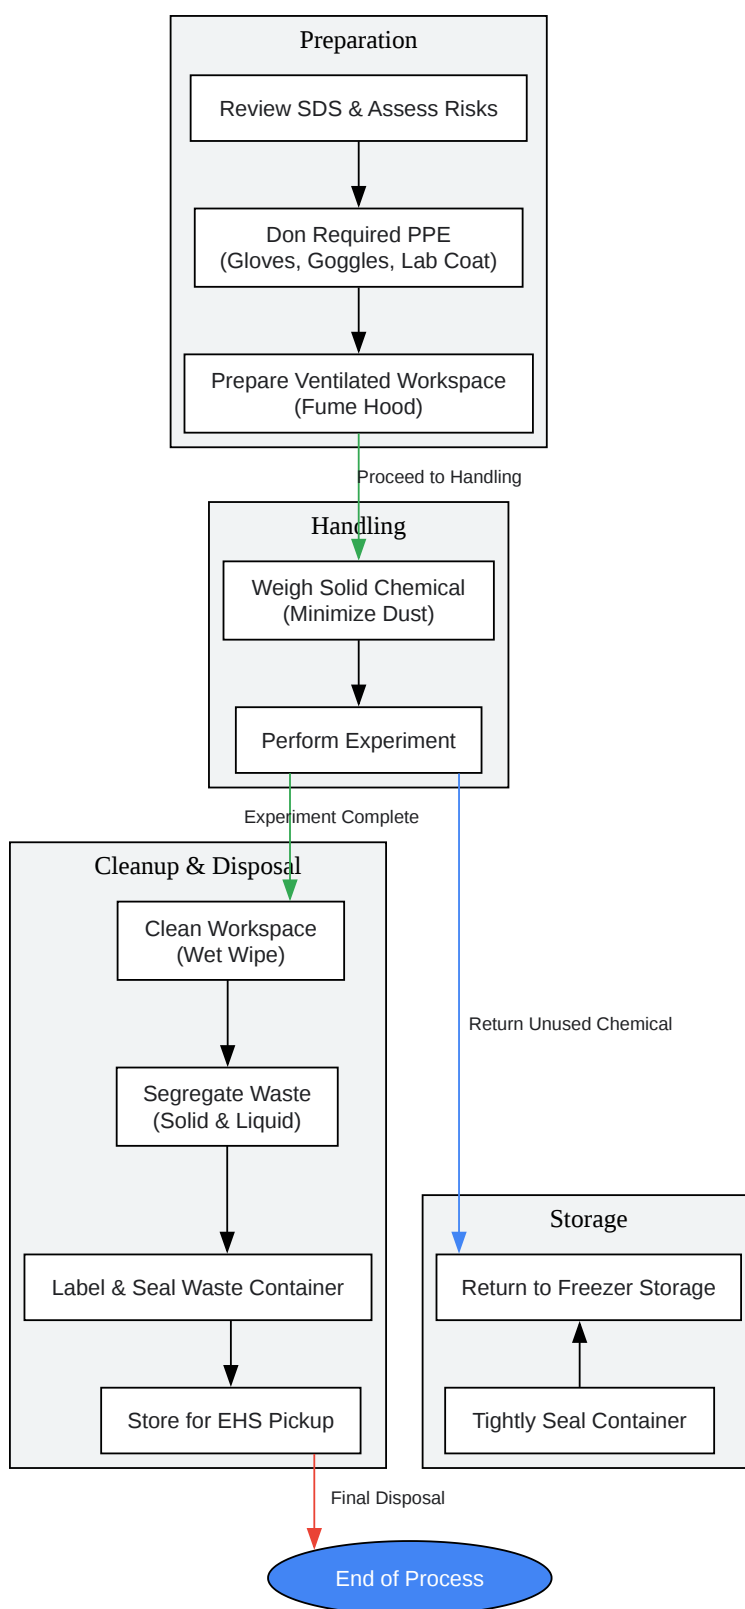 Preparation
Review SDS & Assess Risks
Don Required PPE
(Gloves, Goggles, Lab Coat)
Prepare Ventilated Workspace
(Fume Hood)
Proceed to Handling
Handling
Weigh Solid Chemical
(Minimize Dust)
Perform Experiment
Experiment Complete
Cleanup & Disposal
Clean Workspace
(Wet Wipe)
Segregate Waste
(Solid & Liquid)
Label & Seal Waste Container
Store for EHS Pickup
Return Unused Chemical
Storage
Return to Freezer Storage
Tightly Seal Container
Final Disposal
End of Process